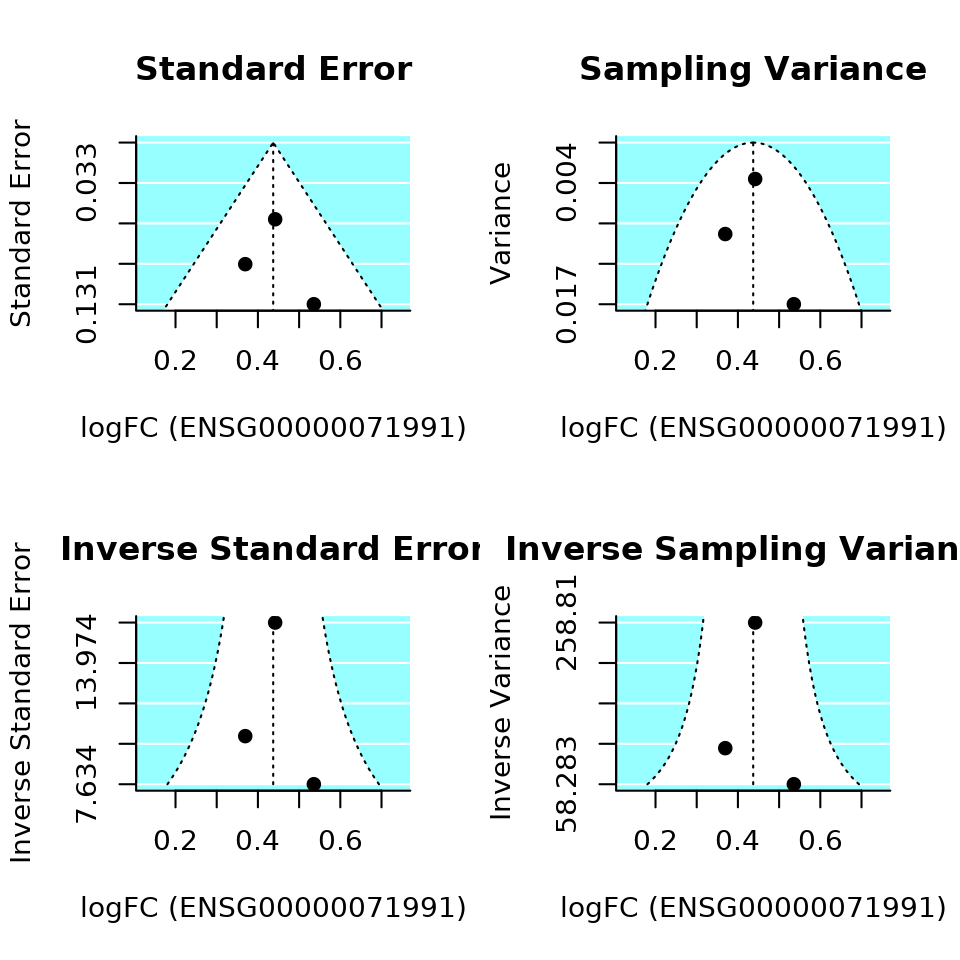 Standard Error
Standard Error
0.033
0.131
0.2 0.4 0.6
logFC (ENSG00000071991)
Sampling Variance
Variance
0.004
0.017
0.2 0.4 0.6
logFC (ENSG00000071991)
Inverse Standard Error
Inverse Standard Error
13.974
7.634
0.2 0.4 0.6
logFC (ENSG00000071991)
Inverse Sampling Varian
Inverse Variance
258.81
58.283
0.2 0.4 0.6
logFC (ENSG00000071991)